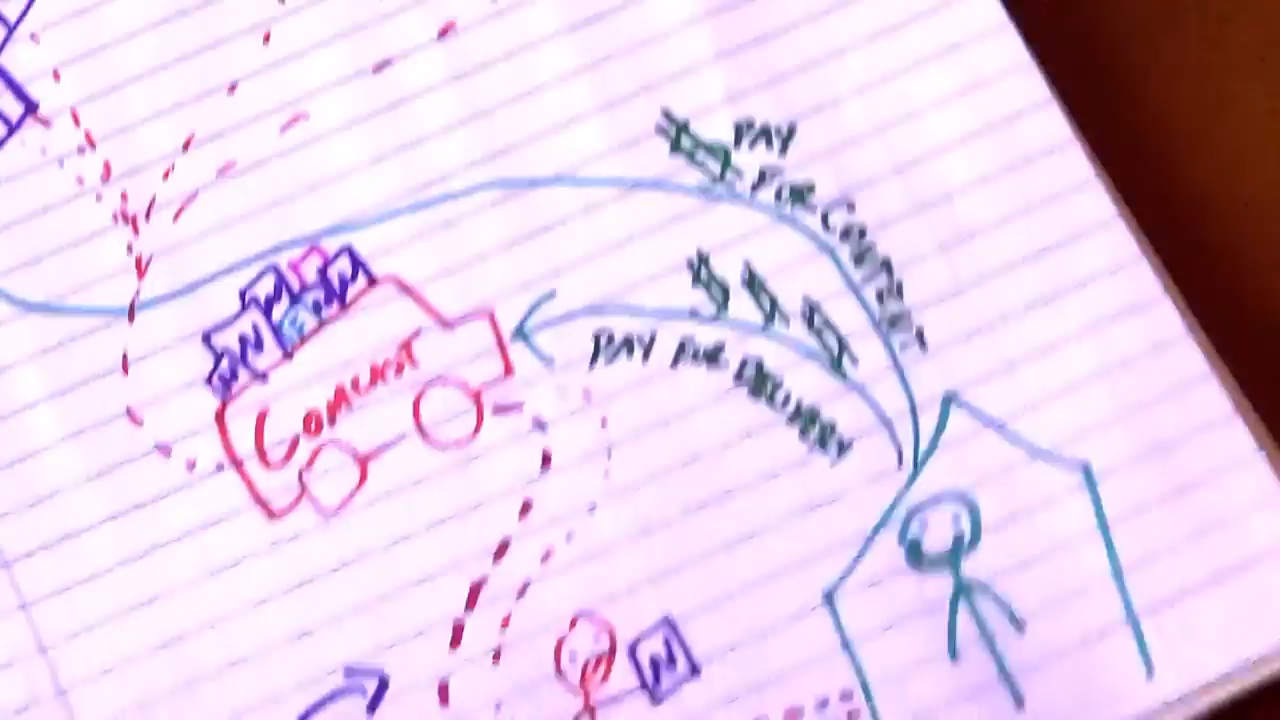 $ PAY
FOR CONTENT
$ $ $
PAY FOR DELIVERY
N N
N
F
COMCAST
N